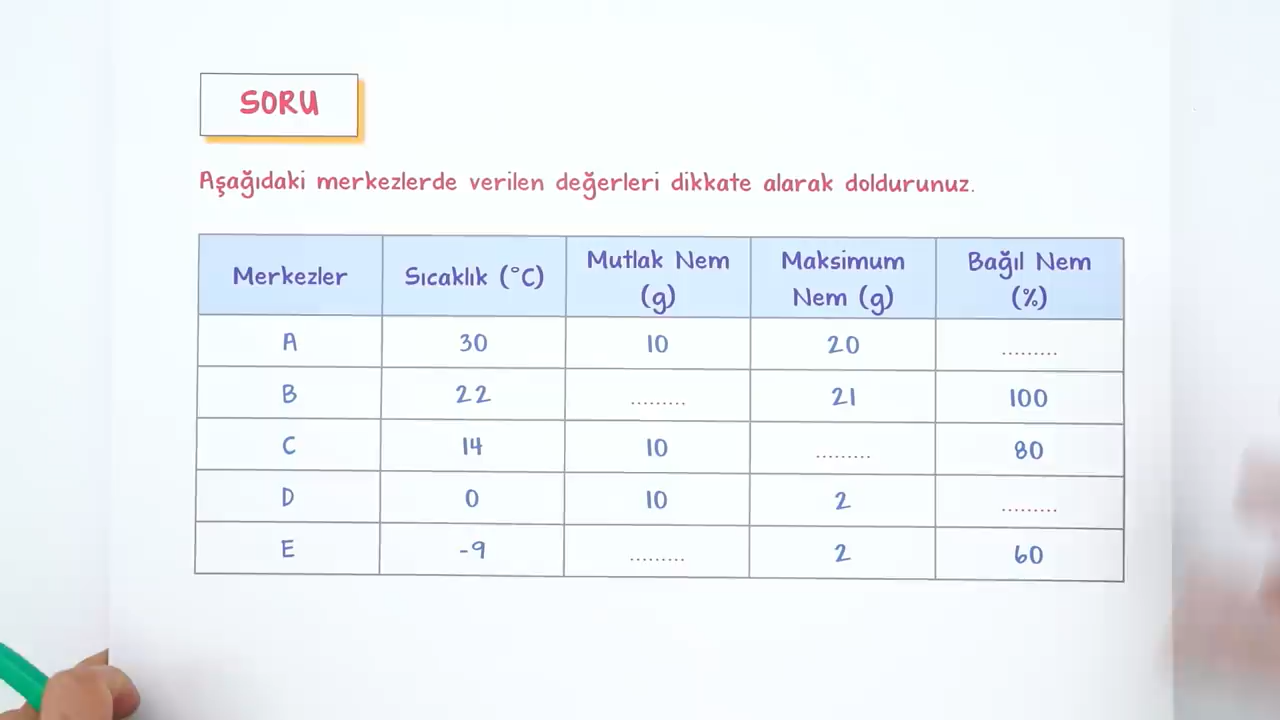 SORU
Aşağıdaki merkezlerde verilen değerleri dikkate alarak doldurunuz.
Merkezler Sıcaklık (°C) Mutlak Nem (g) Maksimum Nem (g) Bağıl Nem (%)
A 30 10 20 .........
B 22 ......... 21 100
C 14 10 ......... 80
D 0 10 2 .........
E -9 ......... 2 60